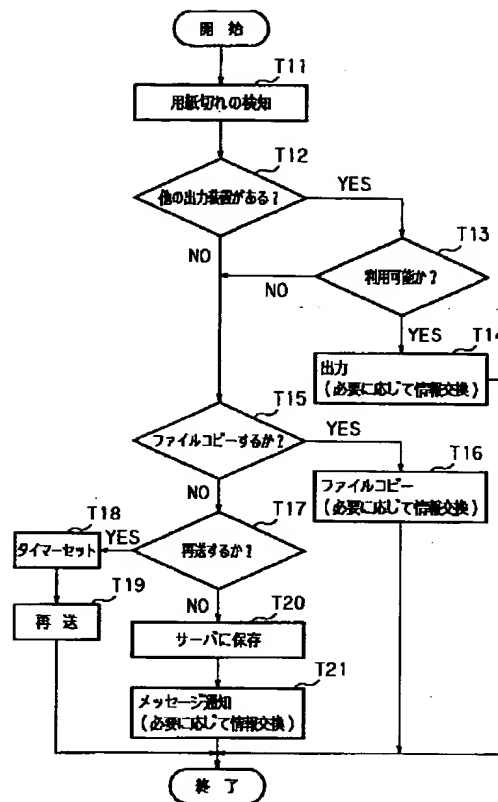 開始
T11
用紙切れの検知
T12
他の出力装置がある?
YES
T13
NO
利用可能か?
NO
YES
T14
出力
(必要に応じて情報交換)
T15
ファイルコピーするか?
YES
T16
NO
ファイルコピー
(必要に応じて情報交換)
T17
T18
再送するか?
YES
タイマーセット
T19
NO
T20
再送
サーバに保存
T21
メッセージ通知
(必要に応じて情報交換)
終了